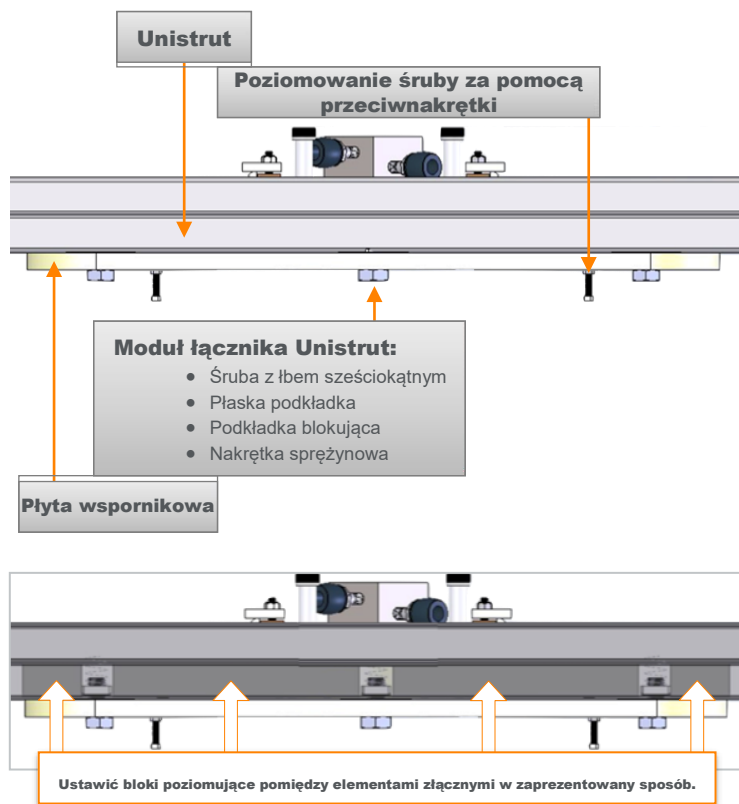 Unistrut
Poziomowanie śruby za pomocą
przeciwnakrętki
Moduł łącznika Unistrut:
• Śruba z łbem sześciokątnym
• Płaska podkładka
• Podkładka blokująca
• Nakrętka sprężynowa
Płyta wspornikowa
Ustawić bloki poziomujące pomiędzy elementami złącznymi w zaprezentowany sposób.